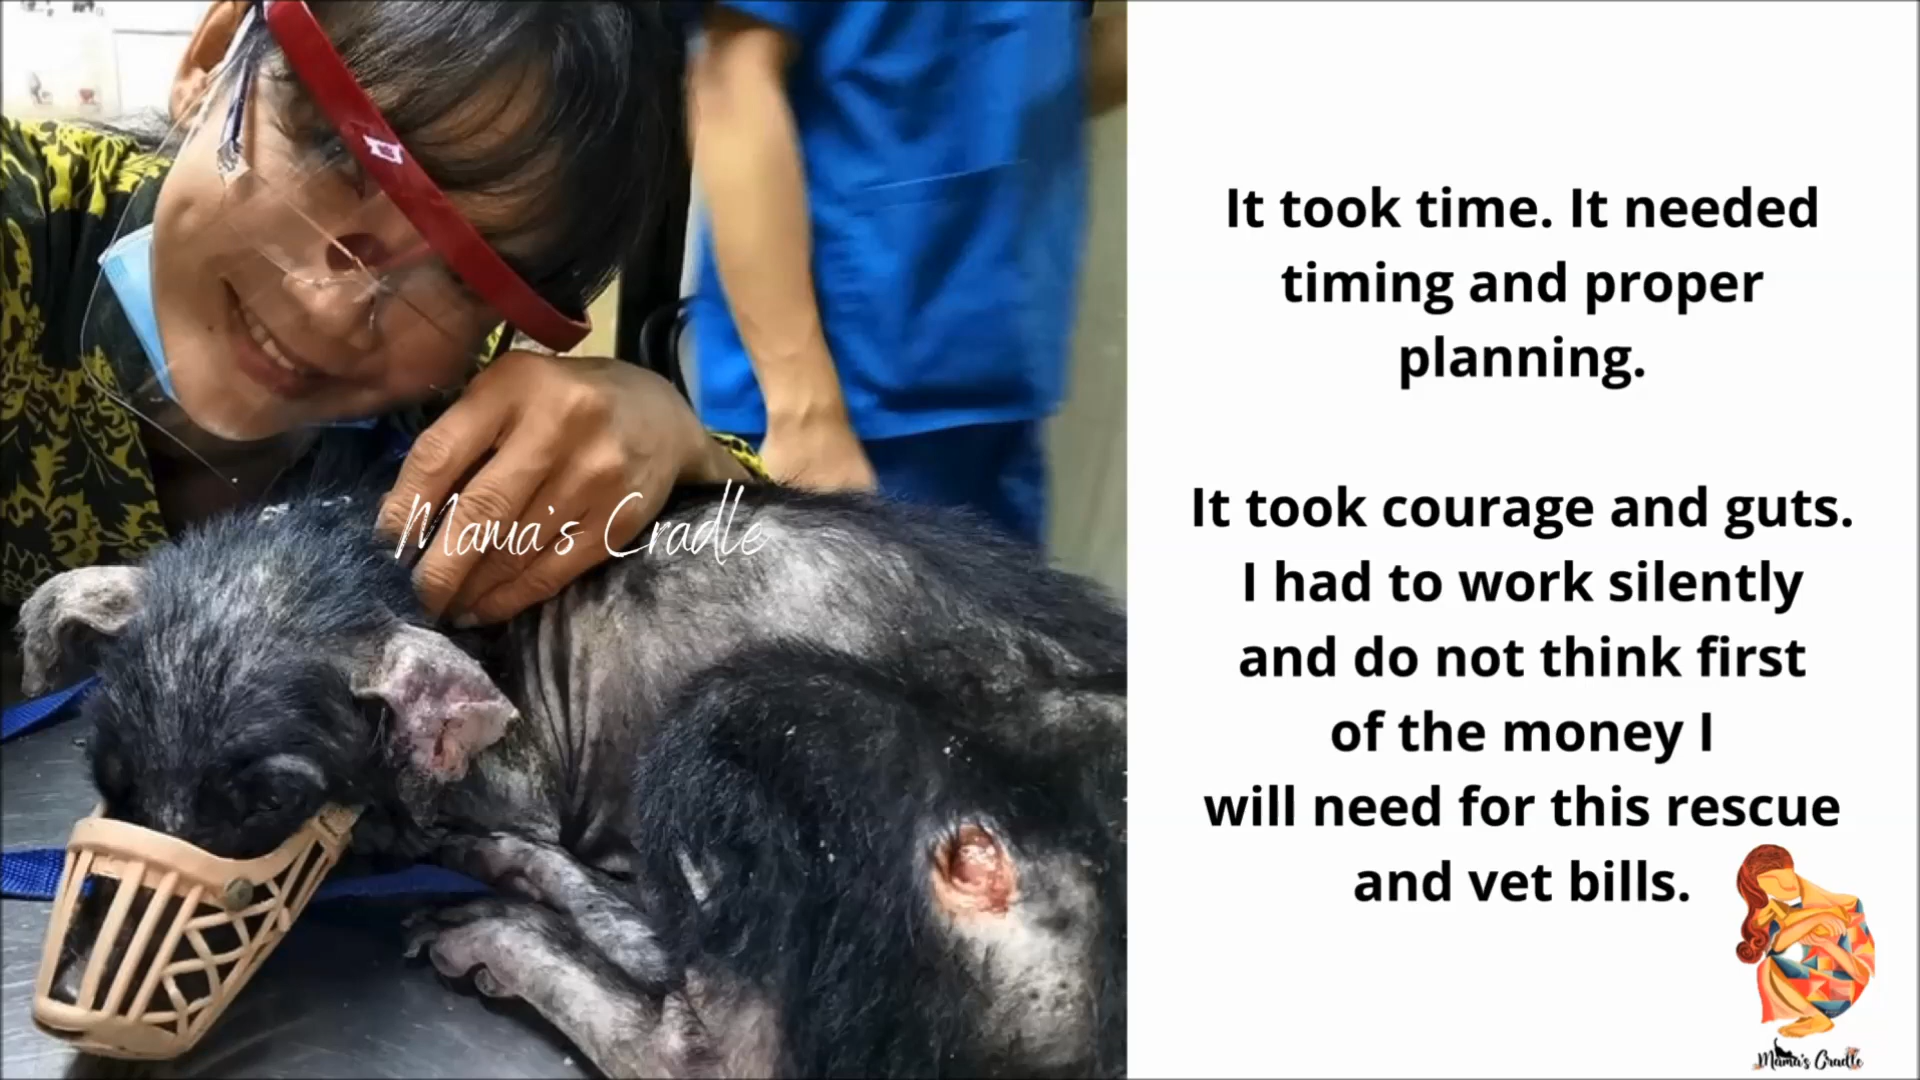 Mama's Cradle
It took time. It needed
timing and proper
planning.
It took courage and guts.
I had to work silently
and do not think first
of the money I
will need for this rescue
and vet bills.
Mama's Cradle